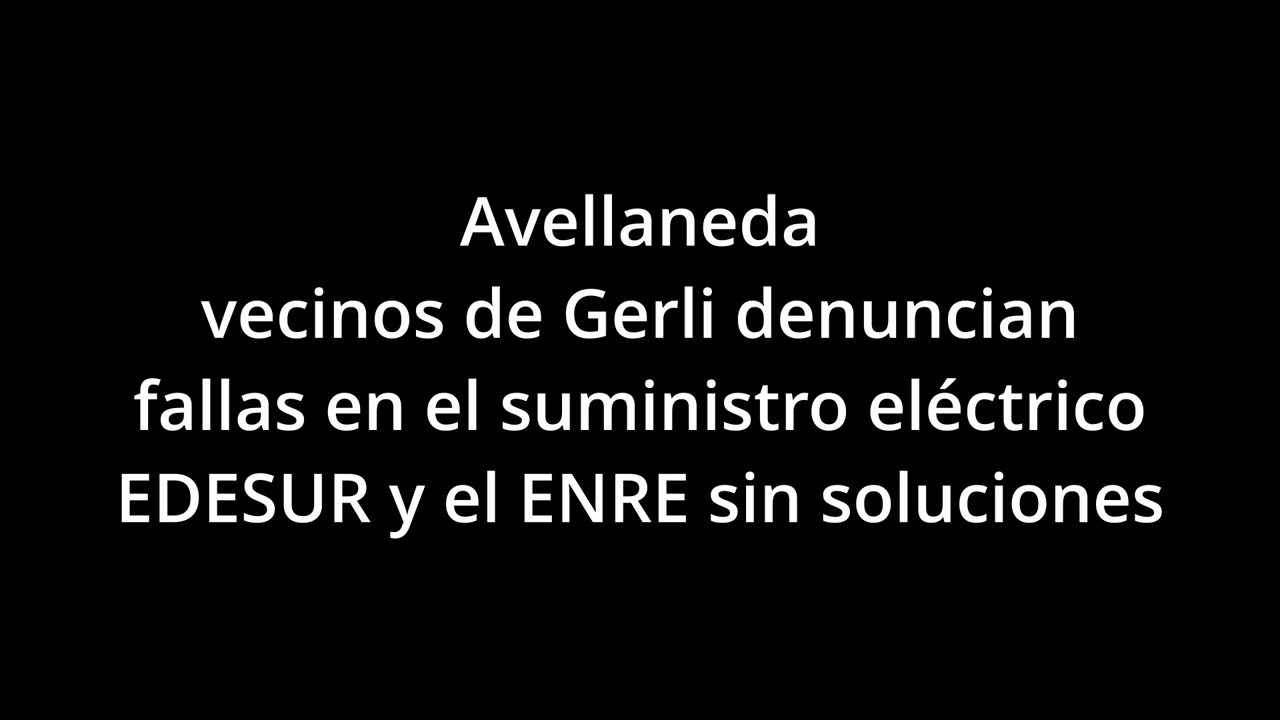 Avellaneda
vecinos de Gerli denuncian
fallas en el suministro eléctrico
EDESUR y el ENRE sin soluciones